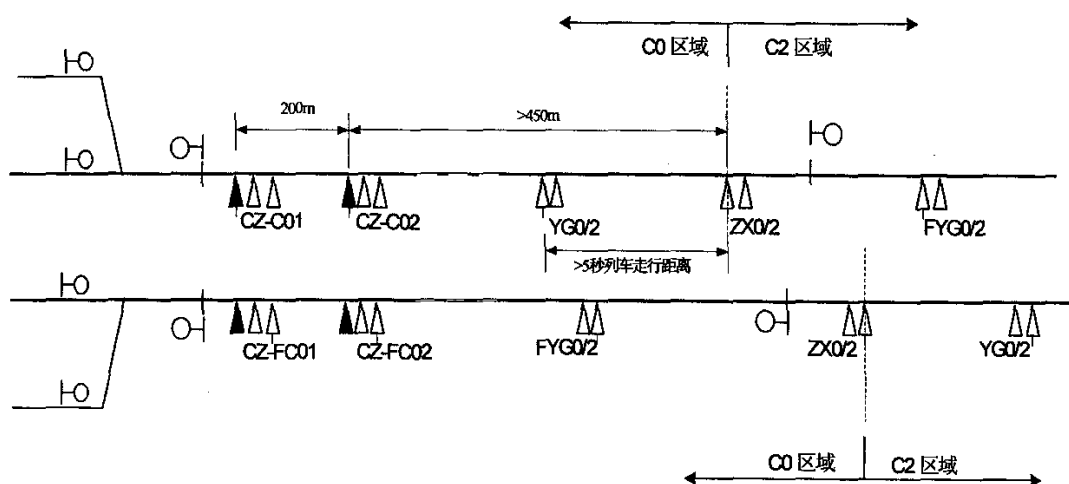 C0 区域 C2 区域
200m >450m
CZ-C01 CZ-C02 YG0/2 ZX0/2 FYG0/2
>5秒列车走行距离
CZ-FC01 CZ-FC02 FYG0/2 ZX0/2 YG0/2
C0 区域 C2 区域